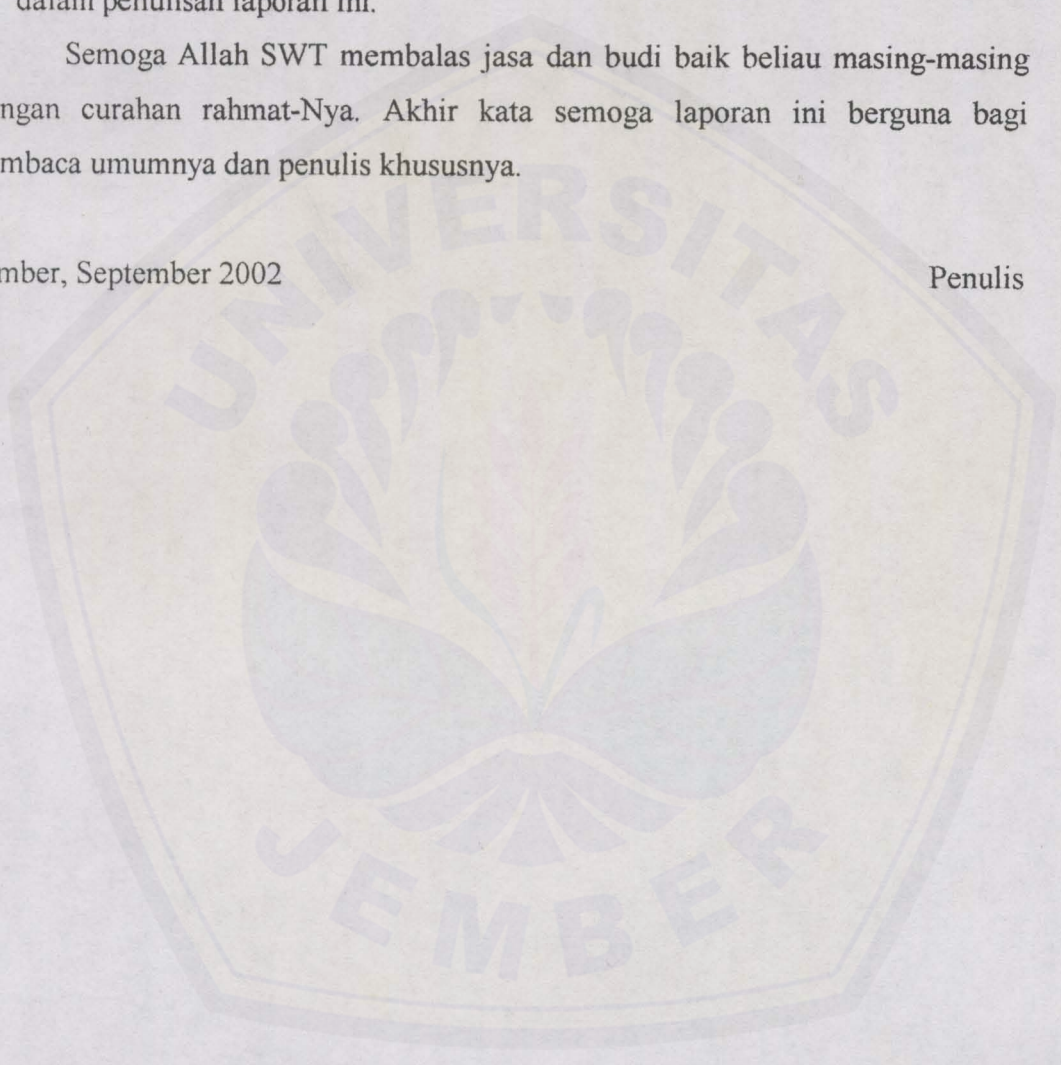 dalam penulisan laporan ini.
Semoga Allah SWT membalas jasa dan budi baik beliau masing-masing
ngan curahan rahmat-Nya. Akhir kata semoga laporan ini berguna bagi
mbaca umumnya dan penulis khususnya.
mber, September 2002 Penulis
UNIVERSITAS
JEMBER